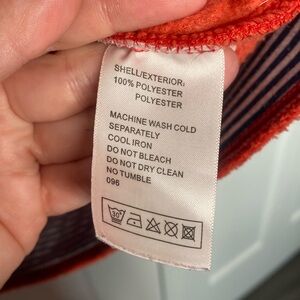 SHELL/EXTERIOR:
100% POLYESTER
POLYESTER
MACHINE WASH COLD
SEPARATELY
COOL IRON
DO NOT BLEACH
DO NOT DRY CLEAN
NO TUMBLE
096
30°